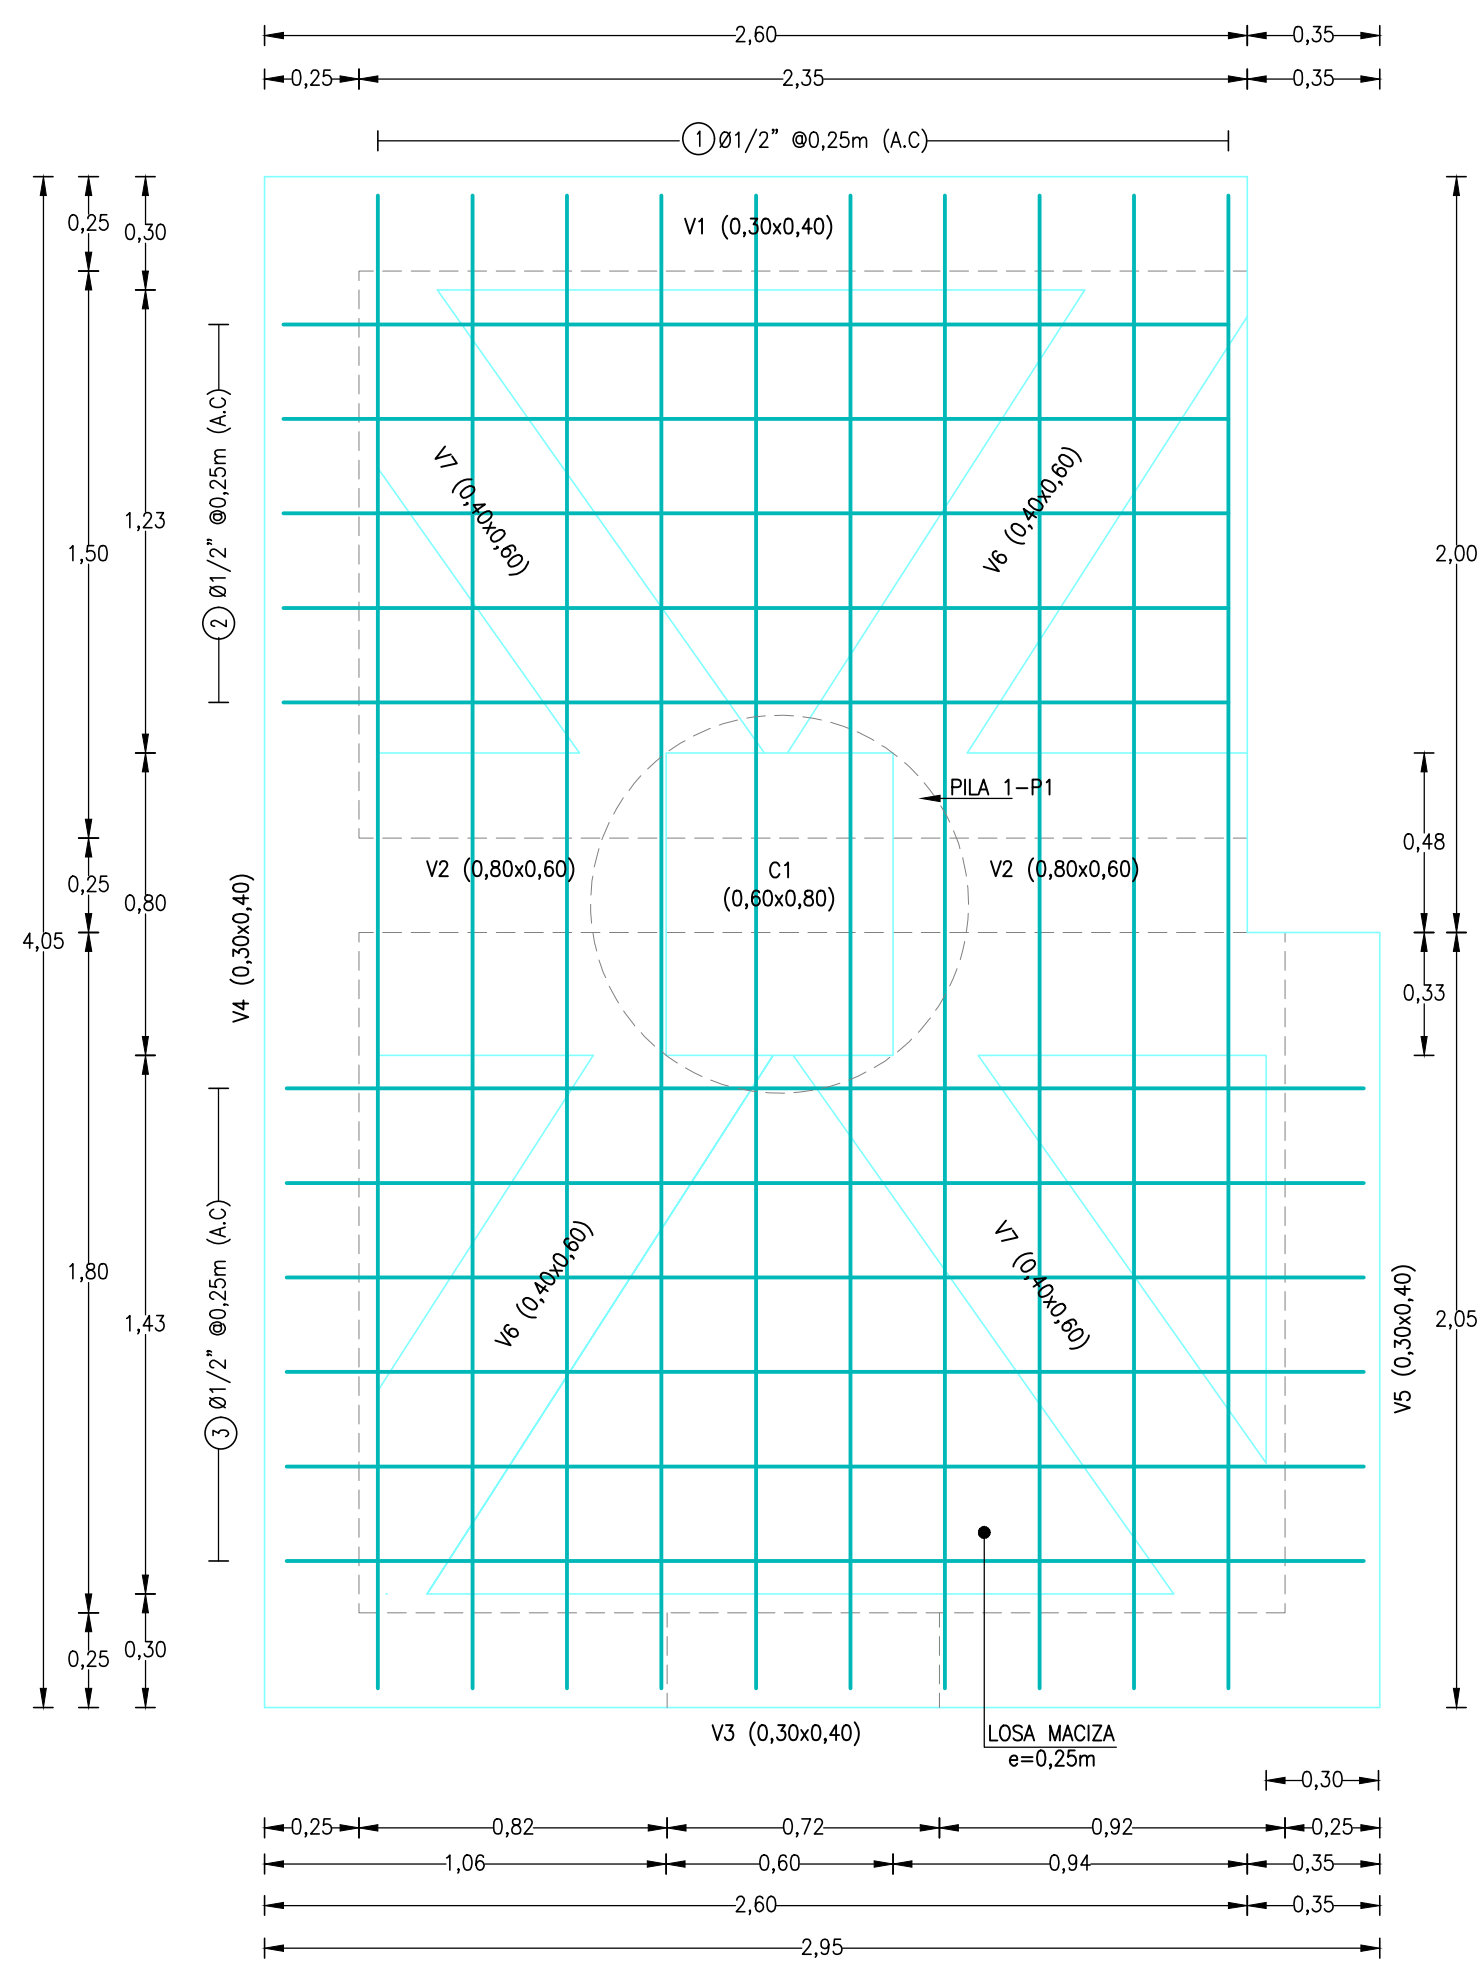 2,60
0,35
0,25
2,35
0,35
1 Ø1/2” @0,25m (A.C)
0,25
0,30
V1 (0,30x0,40)
2 Ø1/2” @0,25m (A.C)
V7 (0,40x0,60)
V6 (0,40x0,60)
1,23
1,50
2,00
PILA 1-P1
0,48
V2 (0,80x0,60)
C1
(0,60x0,80)
V2 (0,80x0,60)
0,25
0,80
4,05
V4 (0,30x0,40)
0,33
3 Ø1/2” @0,25m (A.C)
V6 (0,40x0,60)
V7 (0,40x0,60)
1,80
1,43
V5 (0,30x0,40)
2,05
0,25
0,30
V3 (0,30x0,40)
LOSA MACIZA
e=0,25m
0,30
0,25
0,82
0,72
0,92
0,25
1,06
0,60
0,94
0,35
2,60
0,35
2,95